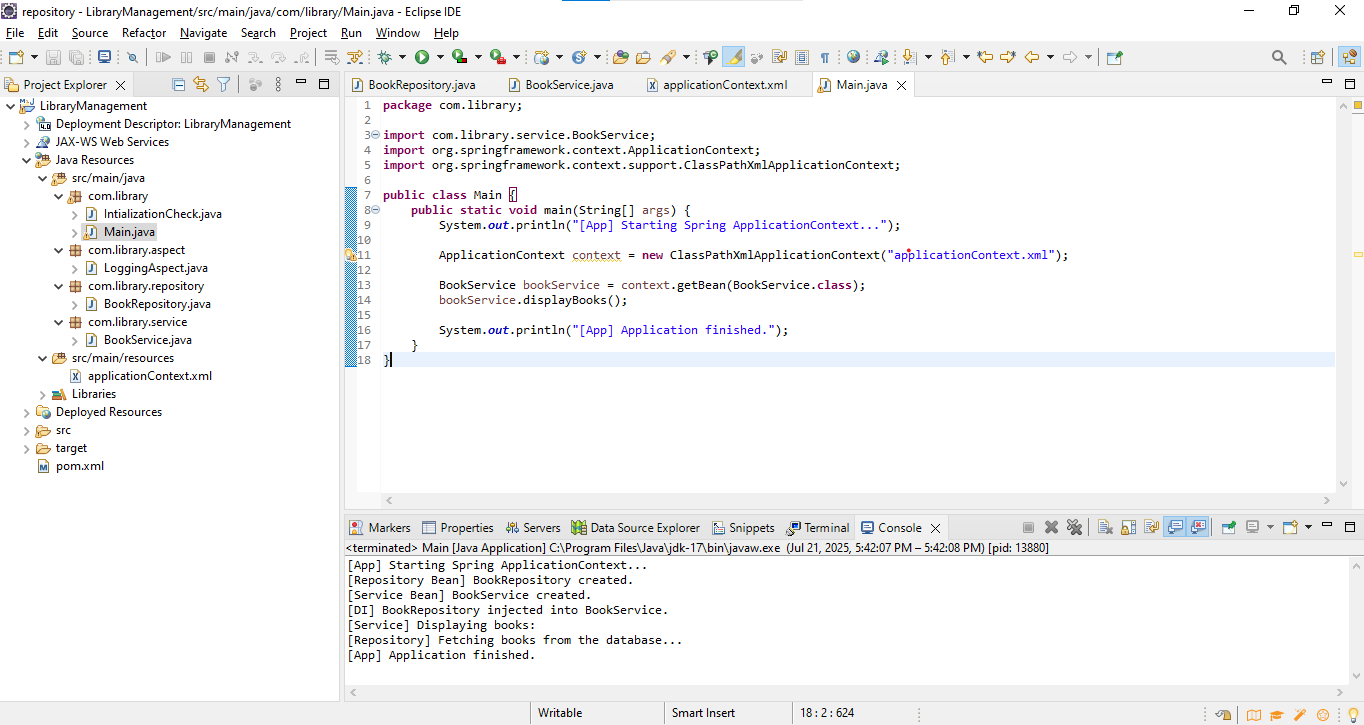 repository - LibraryManagement/src/main/java/com/library/Main.java - Eclipse IDE
File Edit Source Refactor Navigate Search Project Run Window Help
Project Explorer
LibraryManagement
Deployment Descriptor: LibraryManagement
JAX-WS Web Services
Java Resources
src/main/java
com.library
IntializationCheck.java
Main.java
com.library.aspect
LoggingAspect.java
com.library.repository
BookRepository.java
com.library.service
BookService.java
src/main/resources
applicationContext.xml
Libraries
Deployed Resources
src
target
pom.xml
BookRepository.java BookService.java applicationContext.xml Main.java
1 package com.library;
2
3 import com.library.service.BookService;
4 import org.springframework.context.ApplicationContext;
5 import org.springframework.context.support.ClassPathXmlApplicationContext;
6
7 public class Main {
8 public static void main(String[] args) {
9 System.out.println("[App] Starting Spring ApplicationContext...");
10
11 ApplicationContext context = new ClassPathXmlApplicationContext("applicationContext.xml");
12
13 BookService bookService = context.getBean(BookService.class);
14 bookService.displayBooks();
15
16 System.out.println("[App] Application finished.");
17 }
18 }
Markers Properties Servers Data Source Explorer Snippets Terminal Console
<terminated> Main [Java Application] C:\Program Files\Java\jdk-17\bin\javaw.exe (Jul 21, 2025, 5:42:07 PM – 5:42:08 PM) [pid: 13880]
[App] Starting Spring ApplicationContext...
[Repository Bean] BookRepository created.
[Service Bean] BookService created.
[DI] BookRepository injected into BookService.
[Service] Displaying books:
[Repository] Fetching books from the database...
[App] Application finished.
Writable Smart Insert 18 : 2 : 624